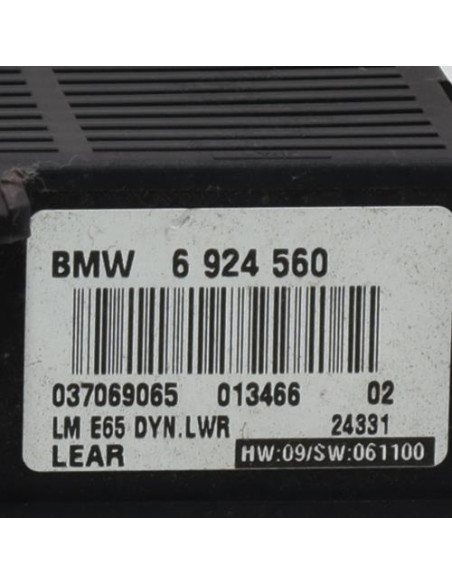 BMW 6 924 560
037069065 013466 02
LM E65 DYN.LWR 24331
LEAR HW:09/SW:061100